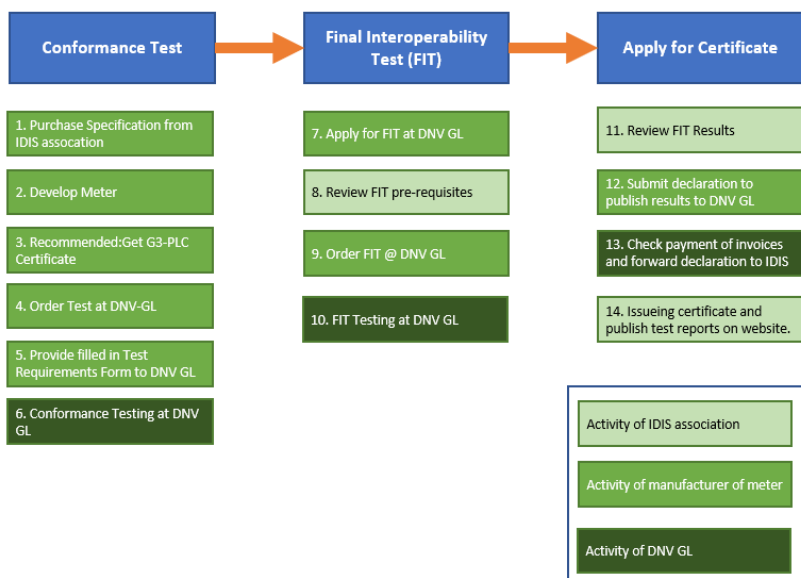 Conformance Test
Final Interoperability
Test (FIT)
Apply for Certificate
1. Purchase Specification from
IDIS assocation
2. Develop Meter
3. Recommended:Get G3-PLC
Certificate
4. Order Test at DNV-GL
5. Provide filled in Test
Requirements Form to DNV GL
6. Conformance Testing at DNV
GL
7. Apply for FIT at DNV GL
8. Review FIT pre-requisites
9. Order FIT @ DNV GL
10. FIT Testing at DNV GL
11. Review FIT Results
12. Submit declaration to
publish results to DNV GL
13. Check payment of invoices
and forward declaration to IDIS
14. Issueing certificate and
publish test reports on website.
Activity of IDIS association
Activity of manufacturer of meter
Activity of DNV GL